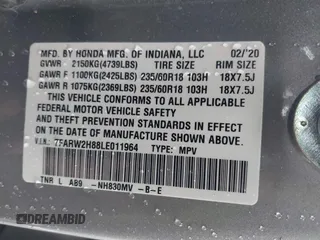 MFD. BY HONDA MFG. OF INDIANA, LLC 02/'20
GVWR 2150KG(4739LBS) TIRE SIZE RIM SIZE
GAWR F 1100KG(2425LBS) 235/60R18 103H 18X7.5J
GAWR R 1075KG(2369LBS) 235/60R18 103H 18X7.5J
THIS VEHICLE CONFORMS TO ALL APPLICABLE
FEDERAL MOTOR VEHICLE SAFETY, BUMPER, AND
THEFT PREVENTION STANDARDS IN EFFECT ON THE
DATE OF MANUFACTURE SHOWN ABOVE.
V.I.N.: 7FARW2H88LE011964 TYPE: MPV
TNR L A89 -NH830MV -B-E
DREAMBID